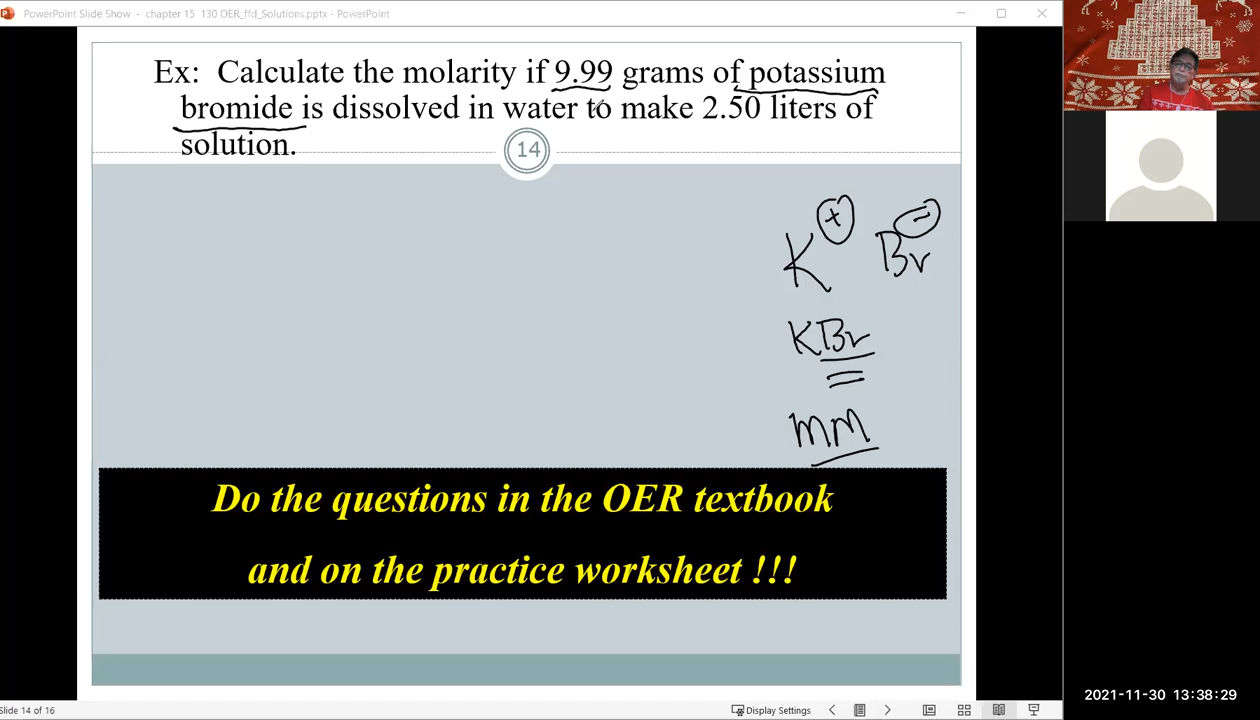 PowerPoint Slide Show - chapter 15 130 OER_ffd_Solutions.pptx - PowerPoint
Ex: Calculate the molarity if 9.99 grams of potassium
bromide is dissolved in water to make 2.50 liters of
solution.
14
K+ Br-
KBr
MM
Do the questions in the OER textbook
and on the practice worksheet !!!
2021-11-30 13:38:29
Slide 14 of 16
Display Settings